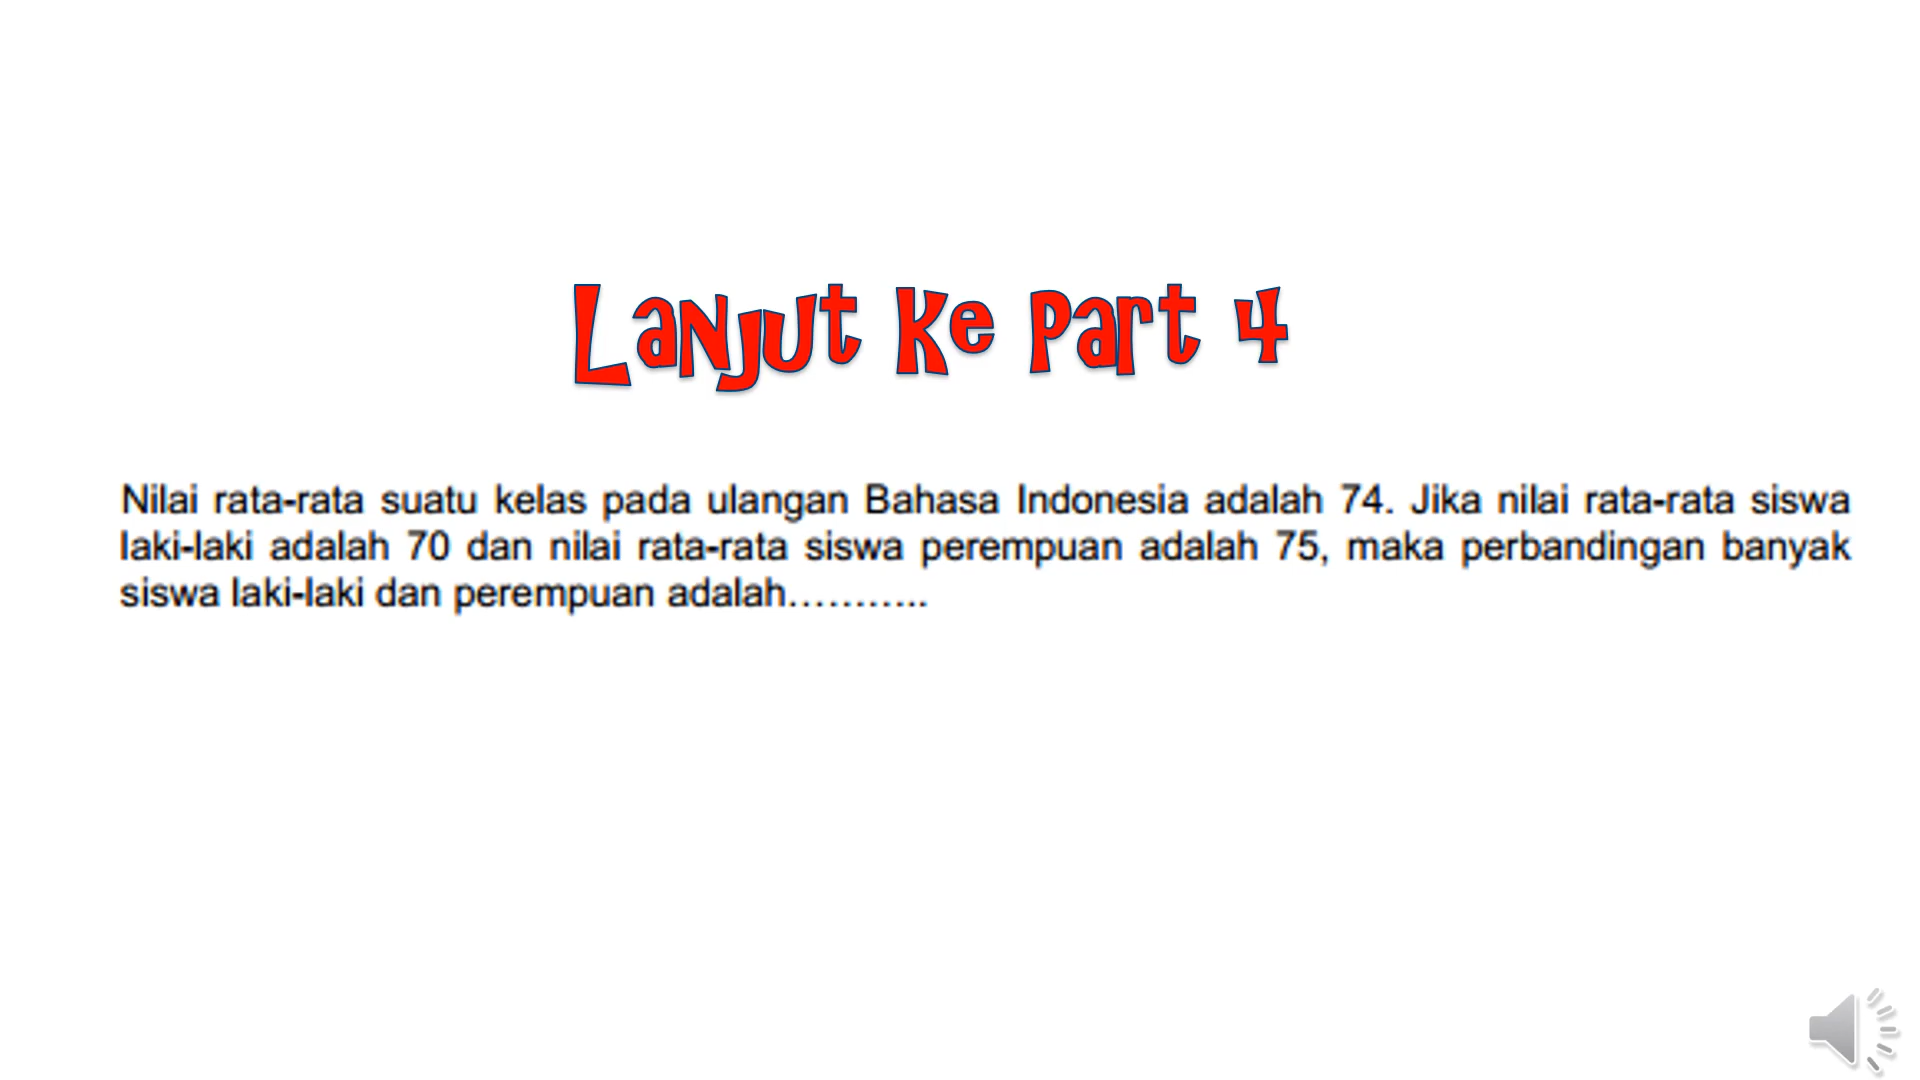 Lanjut Ke Part 4
Nilai rata-rata suatu kelas pada ulangan Bahasa Indonesia adalah 74. Jika nilai rata-rata siswa
laki-laki adalah 70 dan nilai rata-rata siswa perempuan adalah 75, maka perbandingan banyak
siswa laki-laki dan perempuan adalah...........